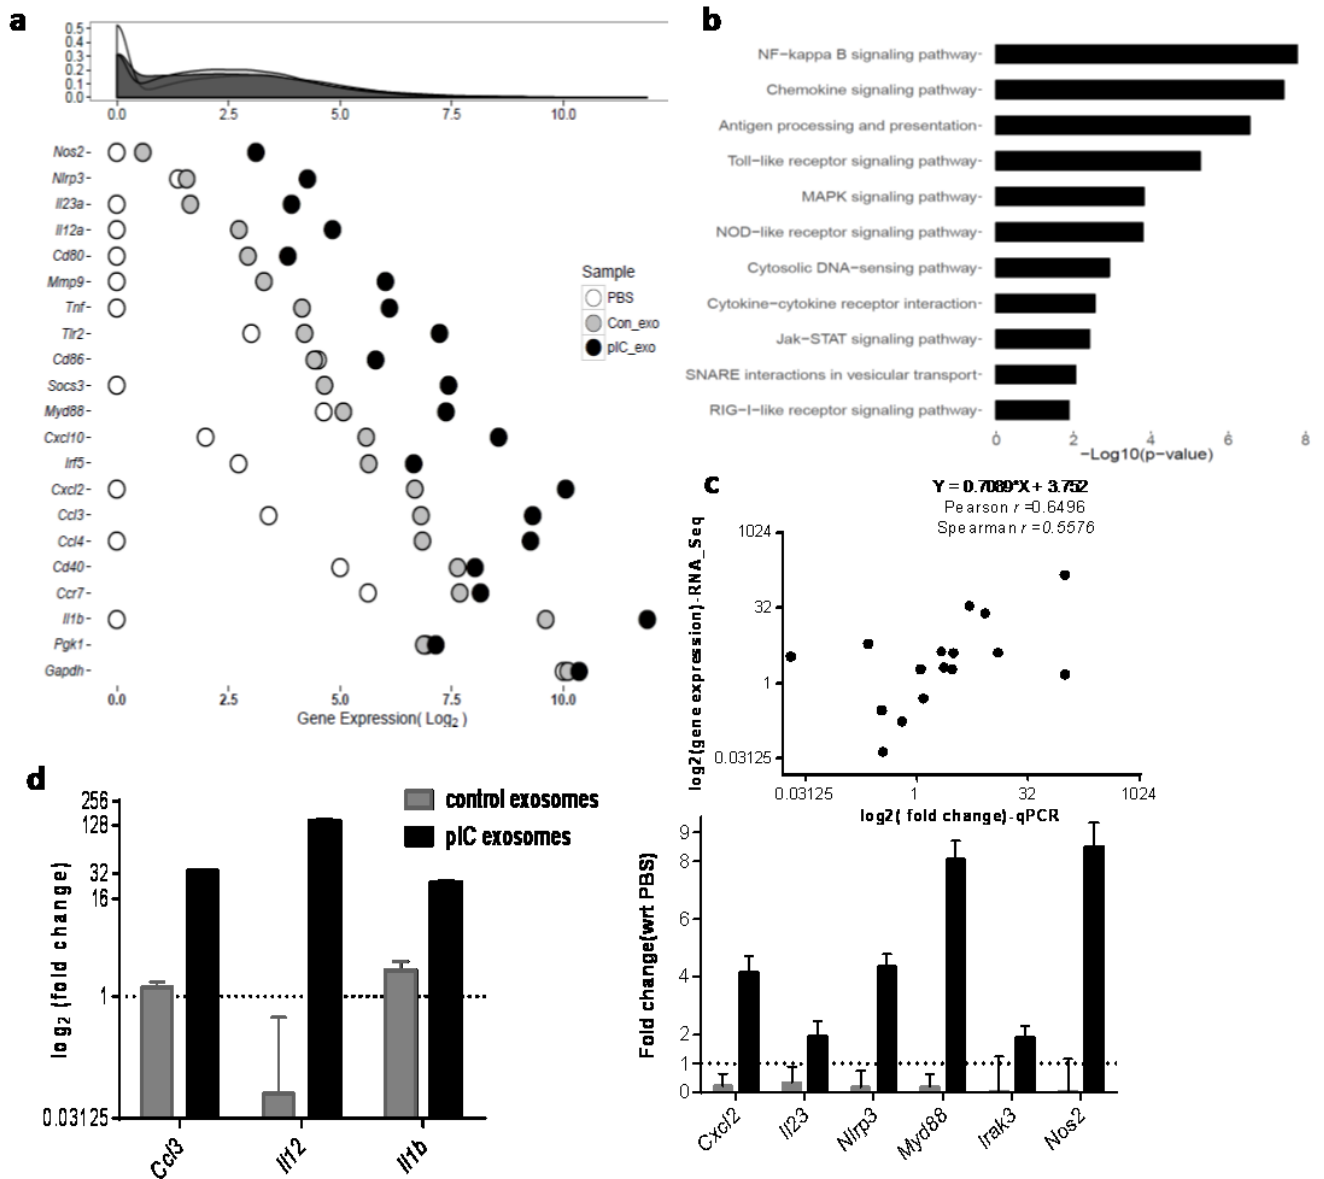 a
0.5
0.4
0.3
0.2
0.1
0.0
0.0 2.5 5.0 7.5 10.0
Nos2
Nlrp3
Il23a
Il12a
Cd80
Mmp9
Tnf
Tlr2
Cd86
Socs3
Myd88
Cxcl10
Irf5
Cxcl2
Ccl3
Ccl4
Cd40
Ccr7
Il1b
Pgk1
Gapdh
0.0 2.5 5.0 7.5 10.0
Gene Expression( Log2 )
Sample
PBS
Con_exo
pIC_exo
b
NF-kappa B signaling pathway
Chemokine signaling pathway
Antigen processing and presentation
Toll-like receptor signaling pathway
MAPK signaling pathway
NOD-like receptor signaling pathway
Cytosolic DNA-sensing pathway
Cytokine-cytokine receptor interaction
Jak-STAT signaling pathway
SNARE interactions in vesicular transport
RIG-I-like receptor signaling pathway
0 2 4 6 8
-Log10(p-value)
c
Y = 0.7089*X + 3.752
Pearson r =0.6496
Spearman r =0.5576
log2(gene expression)-RNA_Seq
1024
32
1
0.03125
0.03125 1 32 1024
log2( fold change)-qPCR
d
control exosomes
pIC exosomes
log2 (fold change)
256
128
32
16
1
0.03125
Ccl3 Il12 Il1b
Fold change(wrt PBS)
9
8
6
4
2
1
0
Cxcl2 Il23 Nlrp3 Myd88 Irak3 Nos2